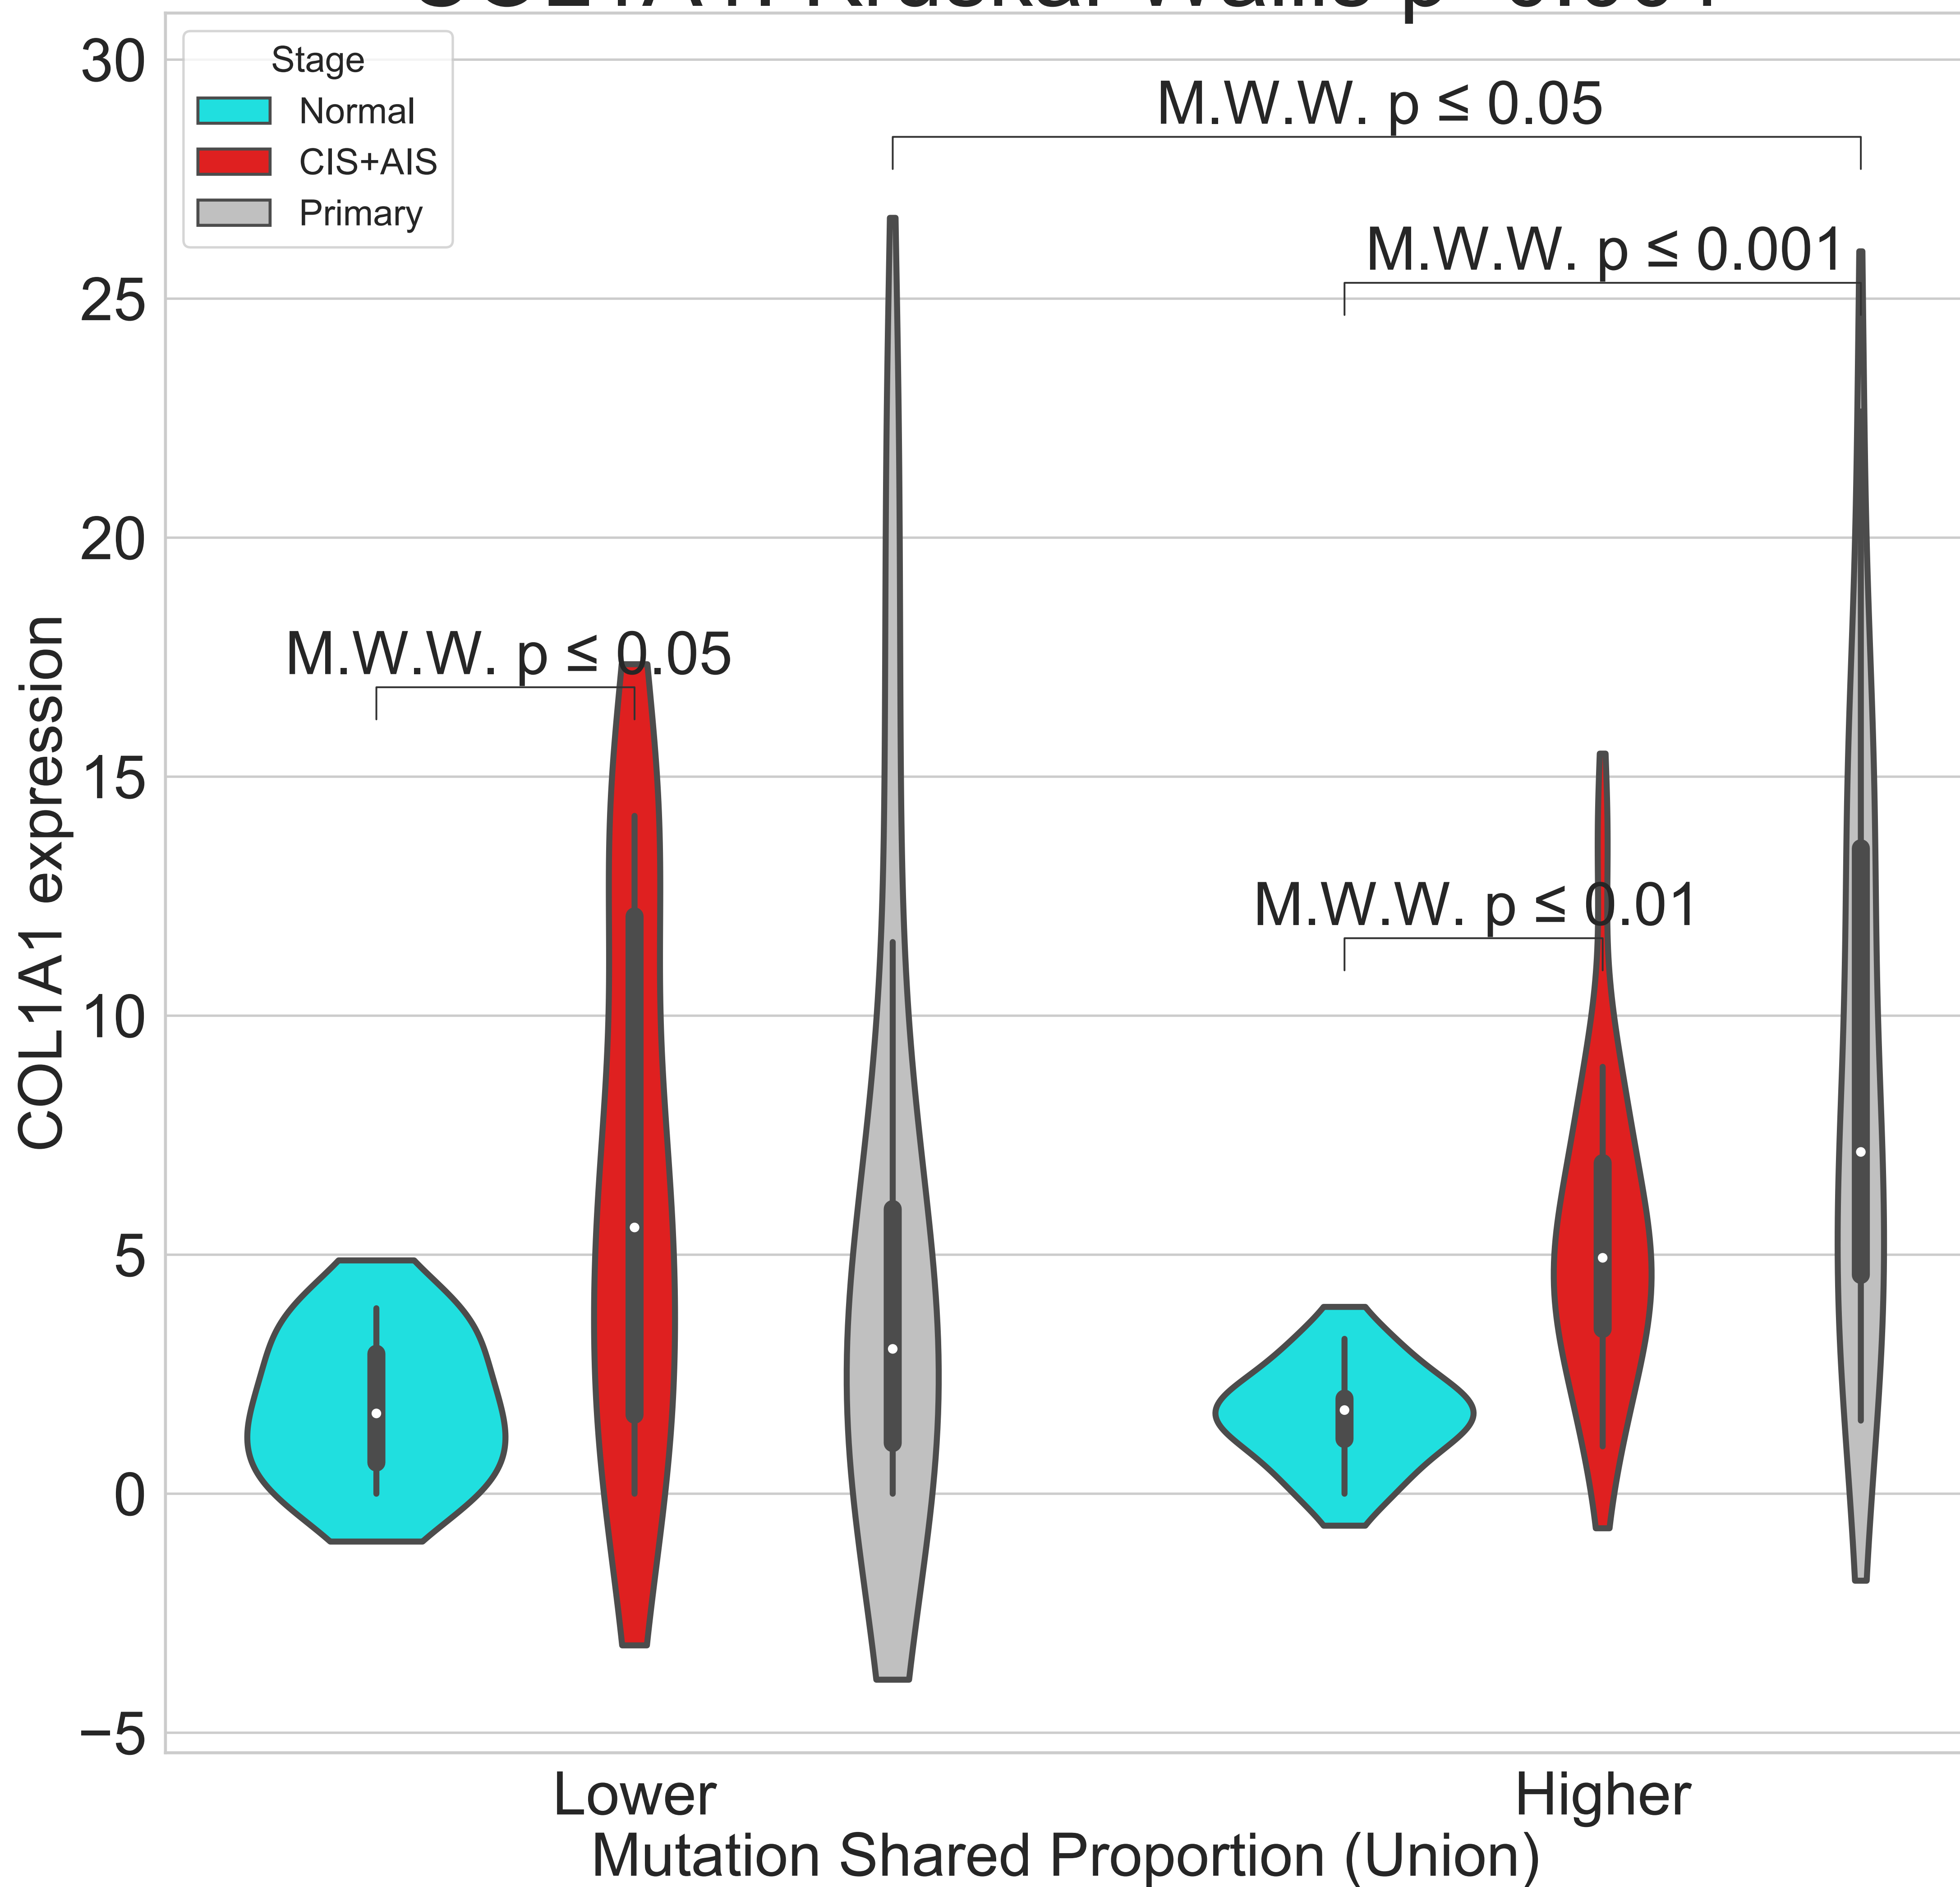 30
25
20
15
10
5
0
−5
COL1A1 expression
Stage
Normal
CIS+AIS
Primary
M.W.W. p ≤ 0.05
M.W.W. p ≤ 0.001
M.W.W. p ≤ 0.05
M.W.W. p ≤ 0.01
Lower
Higher
Mutation Shared Proportion (Union)